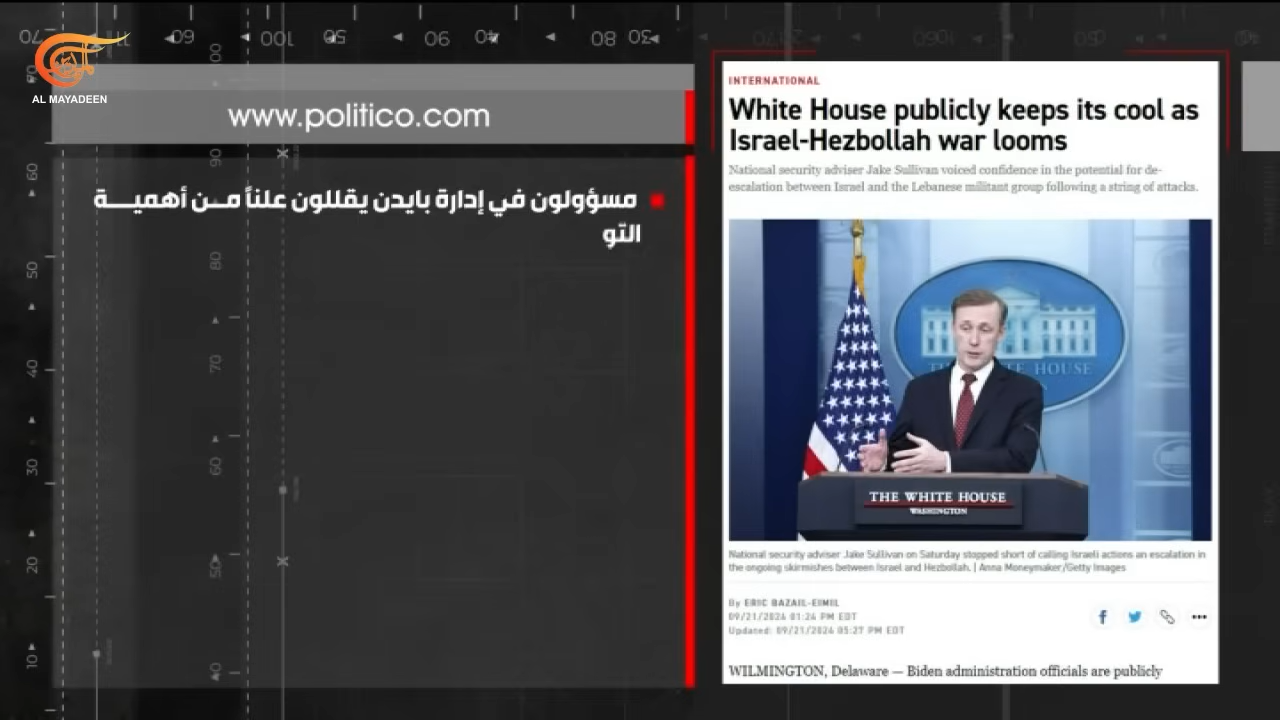 AL MAYADEEN
www.politico.com
مسؤولون في إدارة بايدن يقللون علناً مــن أهميــــة
التّو
INTERNATIONAL
White House publicly keeps its cool as
Israel-Hezbollah war looms
National security adviser Jake Sullivan voiced confidence in the potential for de-
escalation between Israel and the Lebanese militant group following a string of attacks.
THE WHITE HOUSE
WASHINGTON
National security adviser Jake Sullivan on Saturday stopped short of calling Israeli actions an escalation in
the ongoing skirmishes between Israel and Hezbollah. | Anna Moneymaker/Getty Images
By ERIC BAZAIL-EIMIL
09/21/2024 01:24 PM EDT
Updated: 09/21/2024 05:27 PM EDT
WILMINGTON, Delaware — Biden administration officials are publicly